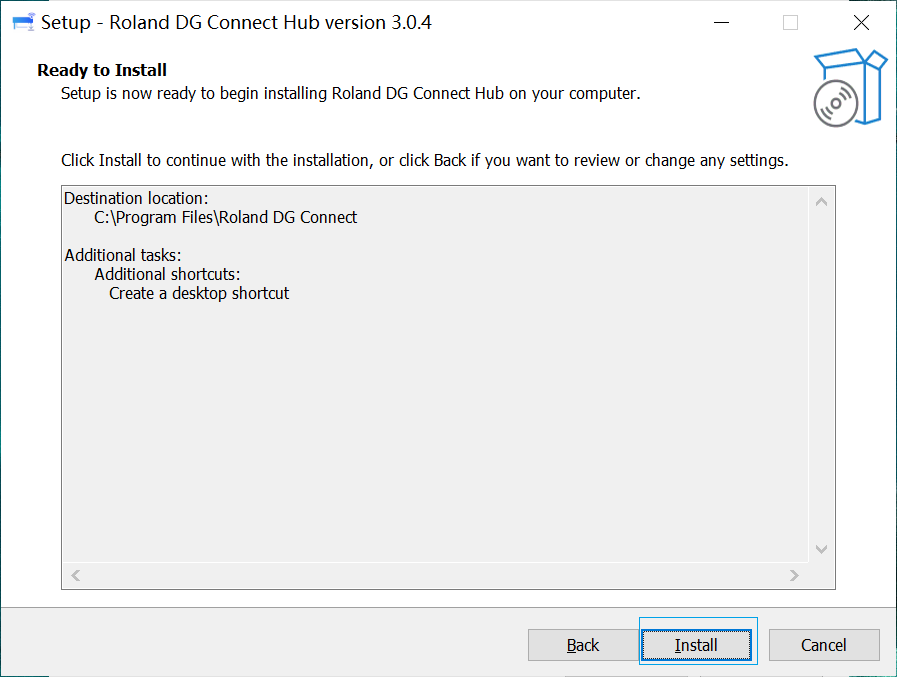 Setup - Roland DG Connect Hub version 3.0.4
Ready to Install
Setup is now ready to begin installing Roland DG Connect Hub on your computer.
Click Install to continue with the installation, or click Back if you want to review or change any settings.
Destination location:
C:\Program Files\Roland DG Connect
Additional tasks:
Additional shortcuts:
Create a desktop shortcut
Back
Install
Cancel